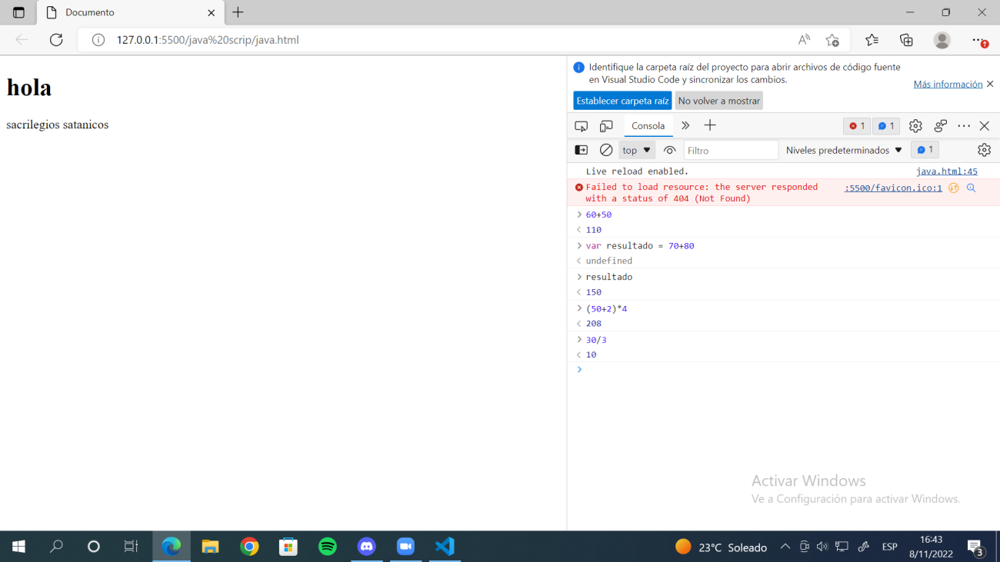 Documento
127.0.0.1:5500/java%20scrip/java.html
hola
sacrilegios satanicos
Identifique la carpeta raíz del proyecto para abrir archivos de código fuente
en Visual Studio Code y sincronizar los cambios.
Más información
Establecer carpeta raíz
No volver a mostrar
Consola
1
1
top
Filtro
Niveles predeterminados
1
Live reload enabled.
java.html:45
Failed to load resource: the server responded
:5500/favicon.ico:1
with a status of 404 (Not Found)
60+50
110
var resultado = 70+80
undefined
resultado
150
(50+2)*4
208
30/3
10
Activar Windows
Ve a Configuración para activar Windows.
23°C Soleado
ESP
16:43
8/11/2022
3